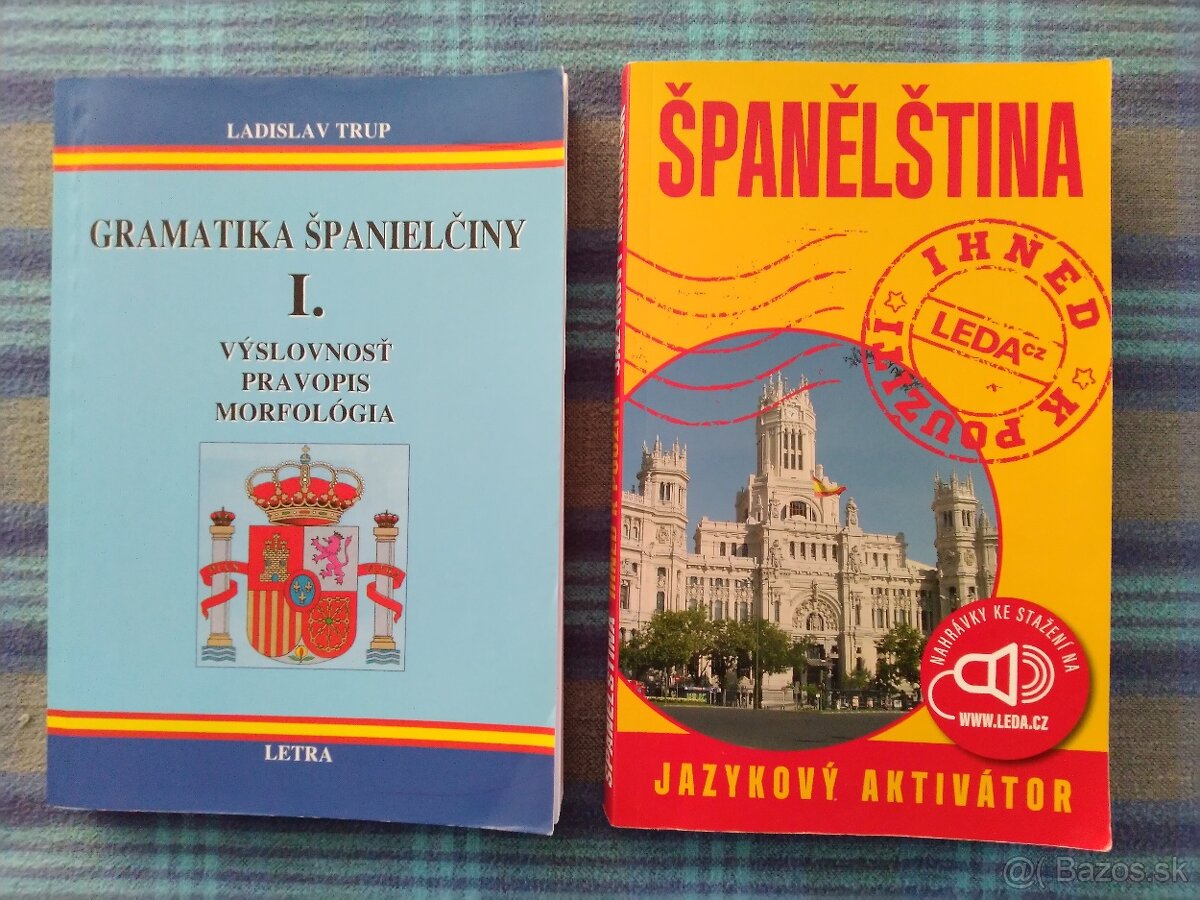 LADISLAV TRUP
GRAMATIKA ŠPANIELČINY
I.
VÝSLOVNOSŤ
PRAVOPIS
MORFOLÓGIA
LETRA
ŠPANĚLŠTINA
IHNED
K POUŽITÍ
LEDA cz
NAHRÁVKY KE STAŽENÍ NA
WWW.LEDA.CZ
JAZYKOVÝ AKTIVÁTOR
@( Bazos.sk